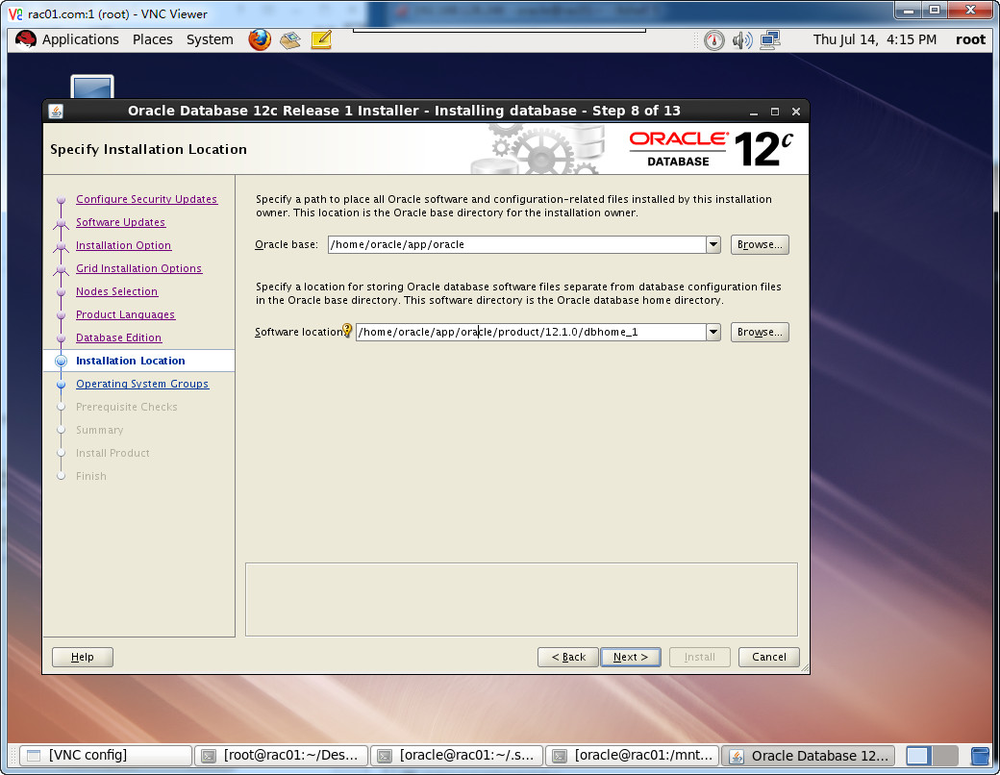 rac01.com:1 (root) - VNC Viewer
Applications Places System Thu Jul 14, 4:15 PM root
Oracle Database 12c Release 1 Installer - Installing database - Step 8 of 13
Specify Installation Location
ORACLE
DATABASE 12c
Configure Security Updates
Software Updates
Installation Option
Grid Installation Options
Nodes Selection
Product Languages
Database Edition
Installation Location
Operating System Groups
Prerequisite Checks
Summary
Install Product
Finish
Specify a path to place all Oracle software and configuration-related files installed by this installation
owner. This location is the Oracle base directory for the installation owner.
Oracle base: /home/oracle/app/oracle Browse...
Specify a location for storing Oracle database software files separate from database configuration files
in the Oracle base directory. This software directory is the Oracle database home directory.
Software location: /home/oracle/app/oracle/product/12.1.0/dbhome_1 Browse...
Help < Back Next > Install Cancel
[VNC config] [root@rac01:~/Des... [oracle@rac01:~/.s... [oracle@rac01:/mnt... Oracle Database 12...